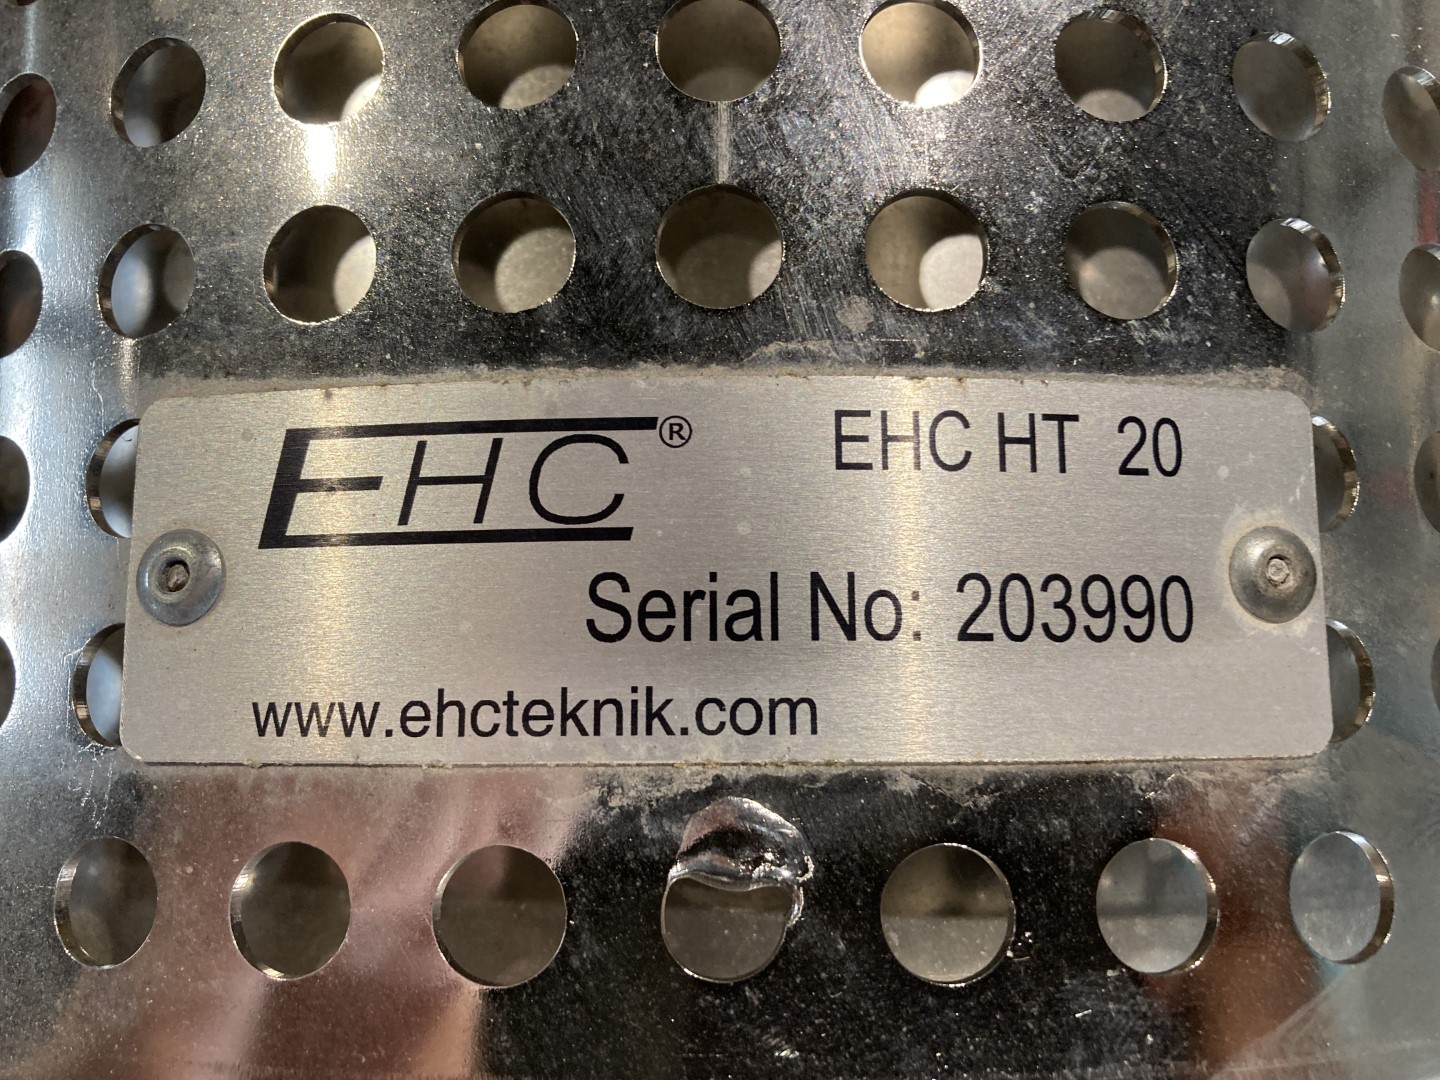 EHC® EHC HT 20
Serial No: 203990
www.ehcteknik.com